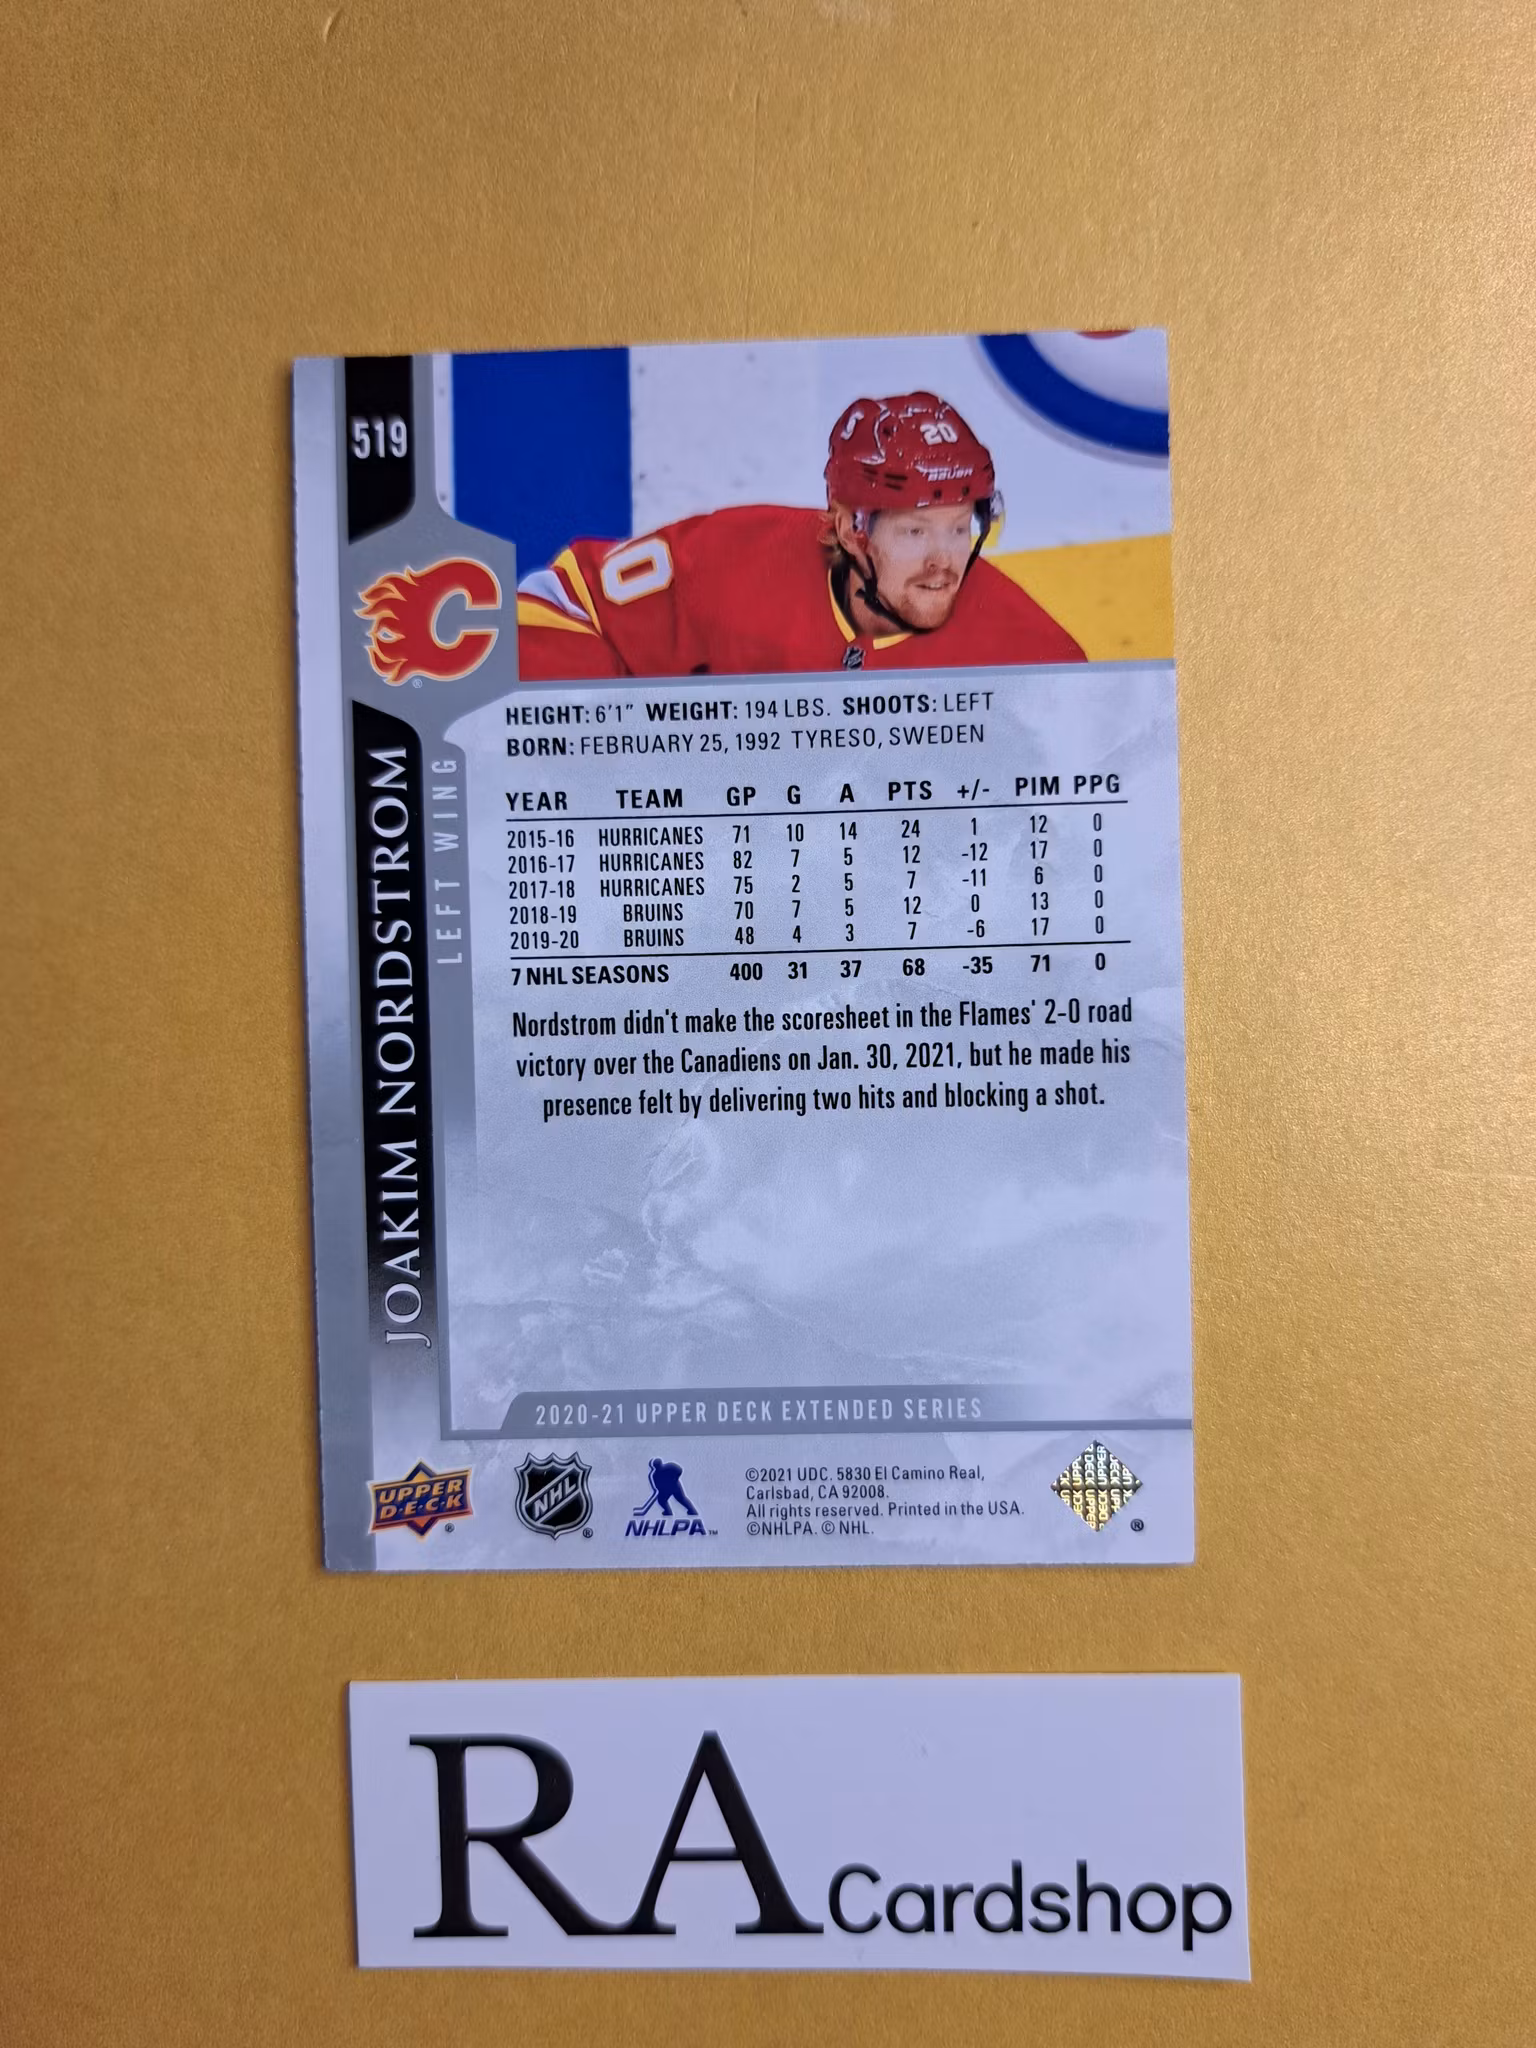 519
20
BAUER
20
C
®
JOAKIM NORDSTROM
LEFT WING
HEIGHT: 6'1" WEIGHT: 194 LBS. SHOOTS: LEFT
BORN: FEBRUARY 25, 1992 TYRESO, SWEDEN
YEAR TEAM GP G A PTS +/- PIM PPG
2015-16 HURRICANES 71 10 14 24 1 12 0
2016-17 HURRICANES 82 7 5 12 -12 17 0
2017-18 HURRICANES 75 2 5 7 -11 6 0
2018-19 BRUINS 70 7 5 12 0 13 0
2019-20 BRUINS 48 4 3 7 -6 17 0
7 NHL SEASONS 400 31 37 68 -35 71 0
Nordstrom didn't make the scoresheet in the Flames' 2-0 road
victory over the Canadiens on Jan. 30, 2021, but he made his
presence felt by delivering two hits and blocking a shot.
2020-21 UPPER DECK EXTENDED SERIES
UPPER
D·E·C·K
®
NHL
®
NHLPA™
©2021 UDC. 5830 El Camino Real,
Carlsbad, CA 92008.
All rights reserved. Printed in the USA.
©NHLPA. © NHL.
®
RA Cardshop